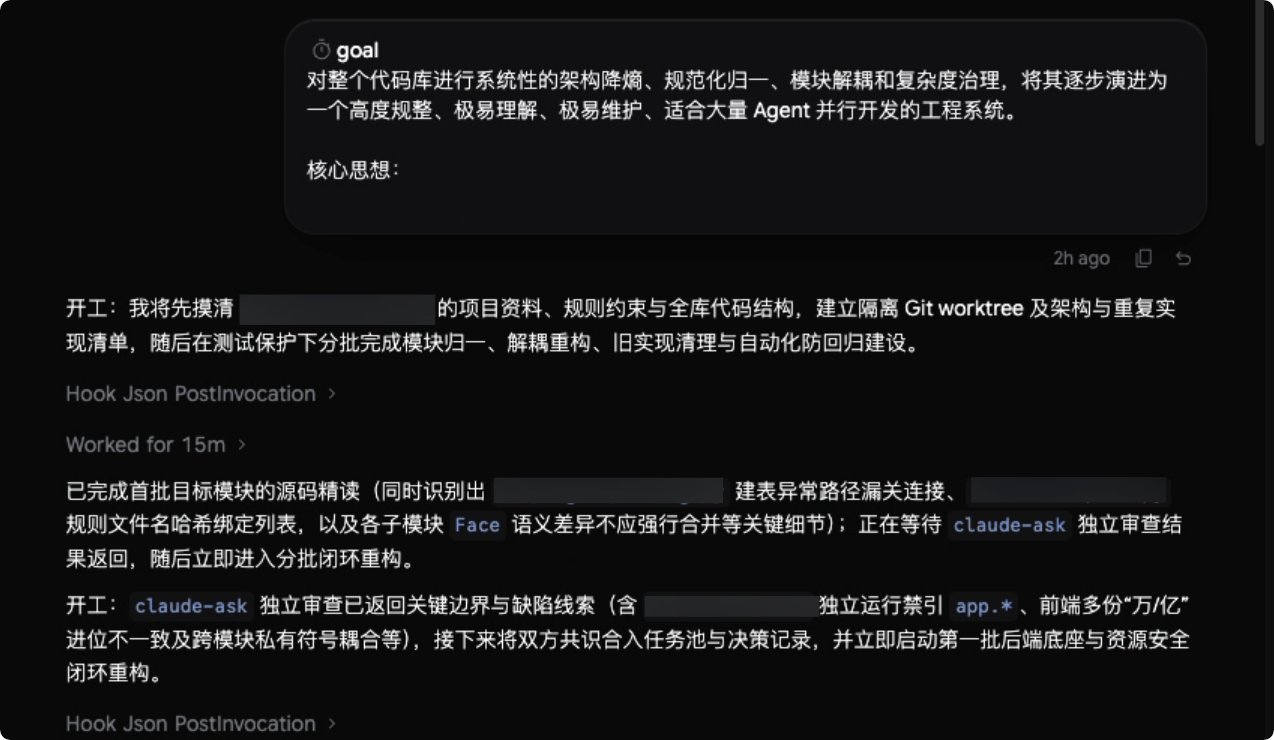 goal
对整个代码库进行系统性的架构降熵、规范化归一、模块解耦和复杂度治理，将其逐步演进为
一个高度规整、极易理解、极易维护、适合大量 Agent 并行开发的工程系统。
核心思想：
2h ago
开工：我将先摸清 的项目资料、规则约束与全库代码结构，建立隔离 Git worktree 及架构与重复实
现清单，随后在测试保护下分批完成模块归一、解耦重构、旧实现清理与自动化防回归建设。
Hook Json PostInvocation
Worked for 15m
已完成首批目标模块的源码精读（同时识别出 建表异常路径漏关连接、
规则文件名哈希绑定列表，以及各子模块 Face 语义差异不应强行合并等关键细节）；正在等待 claude-ask 独立审查结
果返回，随后立即进入分批闭环重构。
开工： claude-ask 独立审查已返回关键边界与缺陷线索（含 独立运行禁引 app.* 、前端多份“万/亿”
进位不一致及跨模块私有符号耦合等），接下来将双方共识合入任务池与决策记录，并立即启动第一批后端底座与资源安全
闭环重构。
Hook Json PostInvocation